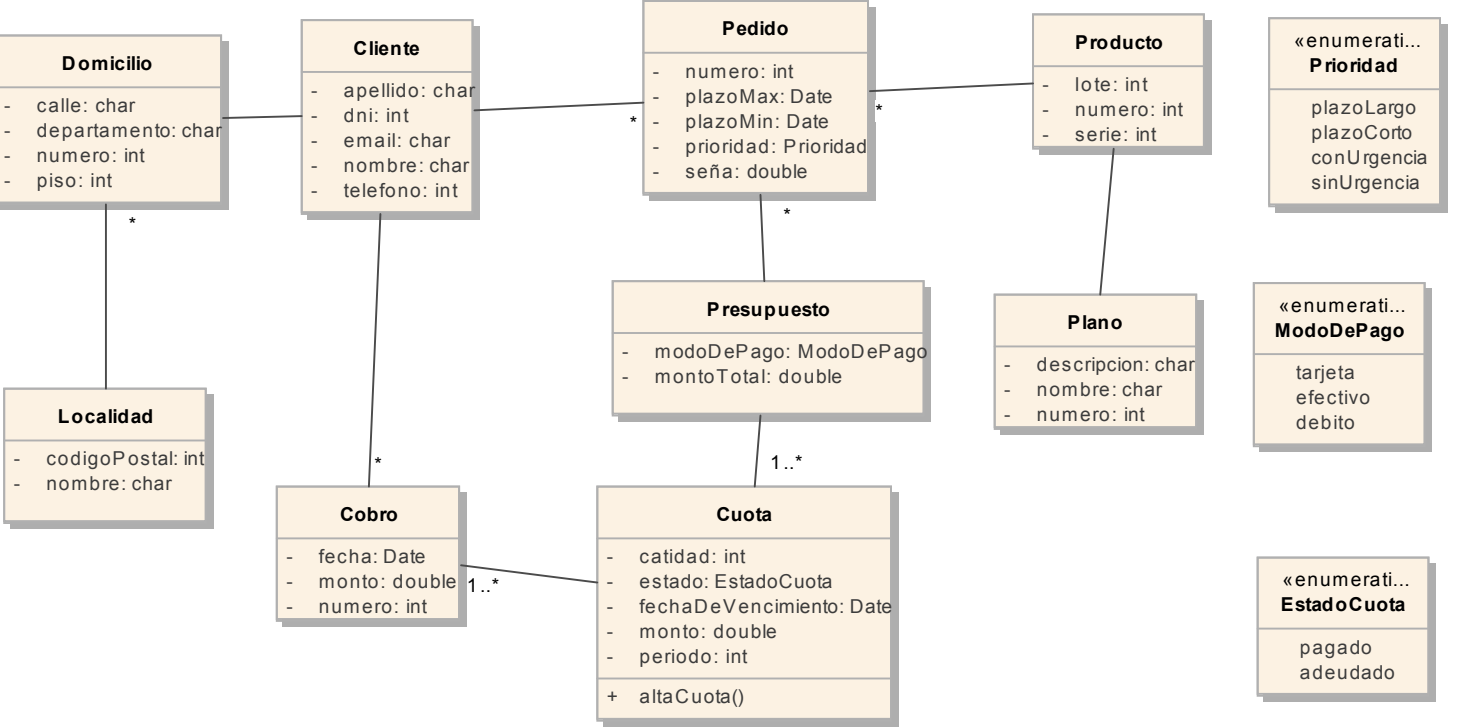 Domicilio
- calle: char
- departamento: char
- numero: int
- piso: int
*
Cliente
- apellido: char
- dni: int
- email: char
- nombre: char
- telefono: int
Pedido
- numero: int
- plazoMax: Date
- plazoMin: Date
- prioridad: Prioridad
- seña: double
*
*
*
Producto
- lote: int
- numero: int
- serie: int
«enumerati...
Prioridad
plazoLargo
plazoCorto
conUrgencia
sinUrgencia
Localidad
- codigoPostal: int
- nombre: char
Presupuesto
- modoDePago: ModoDePago
- montoTotal: double
Plano
- descripcion: char
- nombre: char
- numero: int
«enumerati...
ModoDePago
tarjeta
efectivo
debito
*
1..*
Cobro
- fecha: Date
- monto: double
- numero: int
1..*
Cuota
- catidad: int
- estado: EstadoCuota
- fechaDeVencimiento: Date
- monto: double
- periodo: int
+ altaCuota()
«enumerati...
EstadoCuota
pagado
adeudado